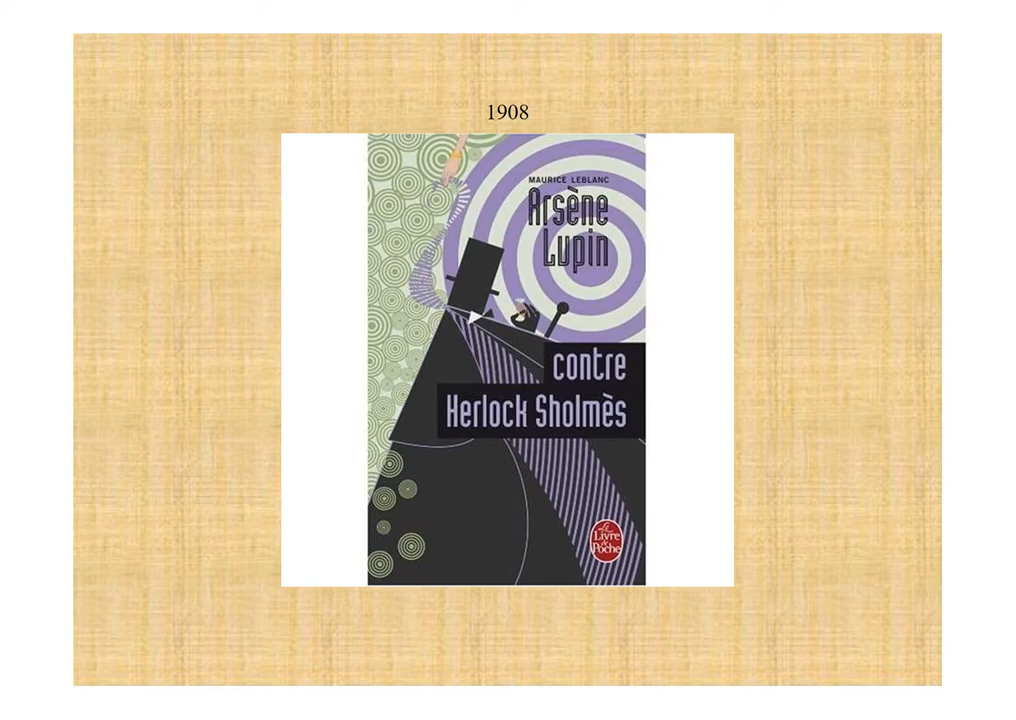 1908
MAURICE LEBLANC
Arsène
Lupin
contre
Herlock Sholmès
Le
Livre
de
Poche